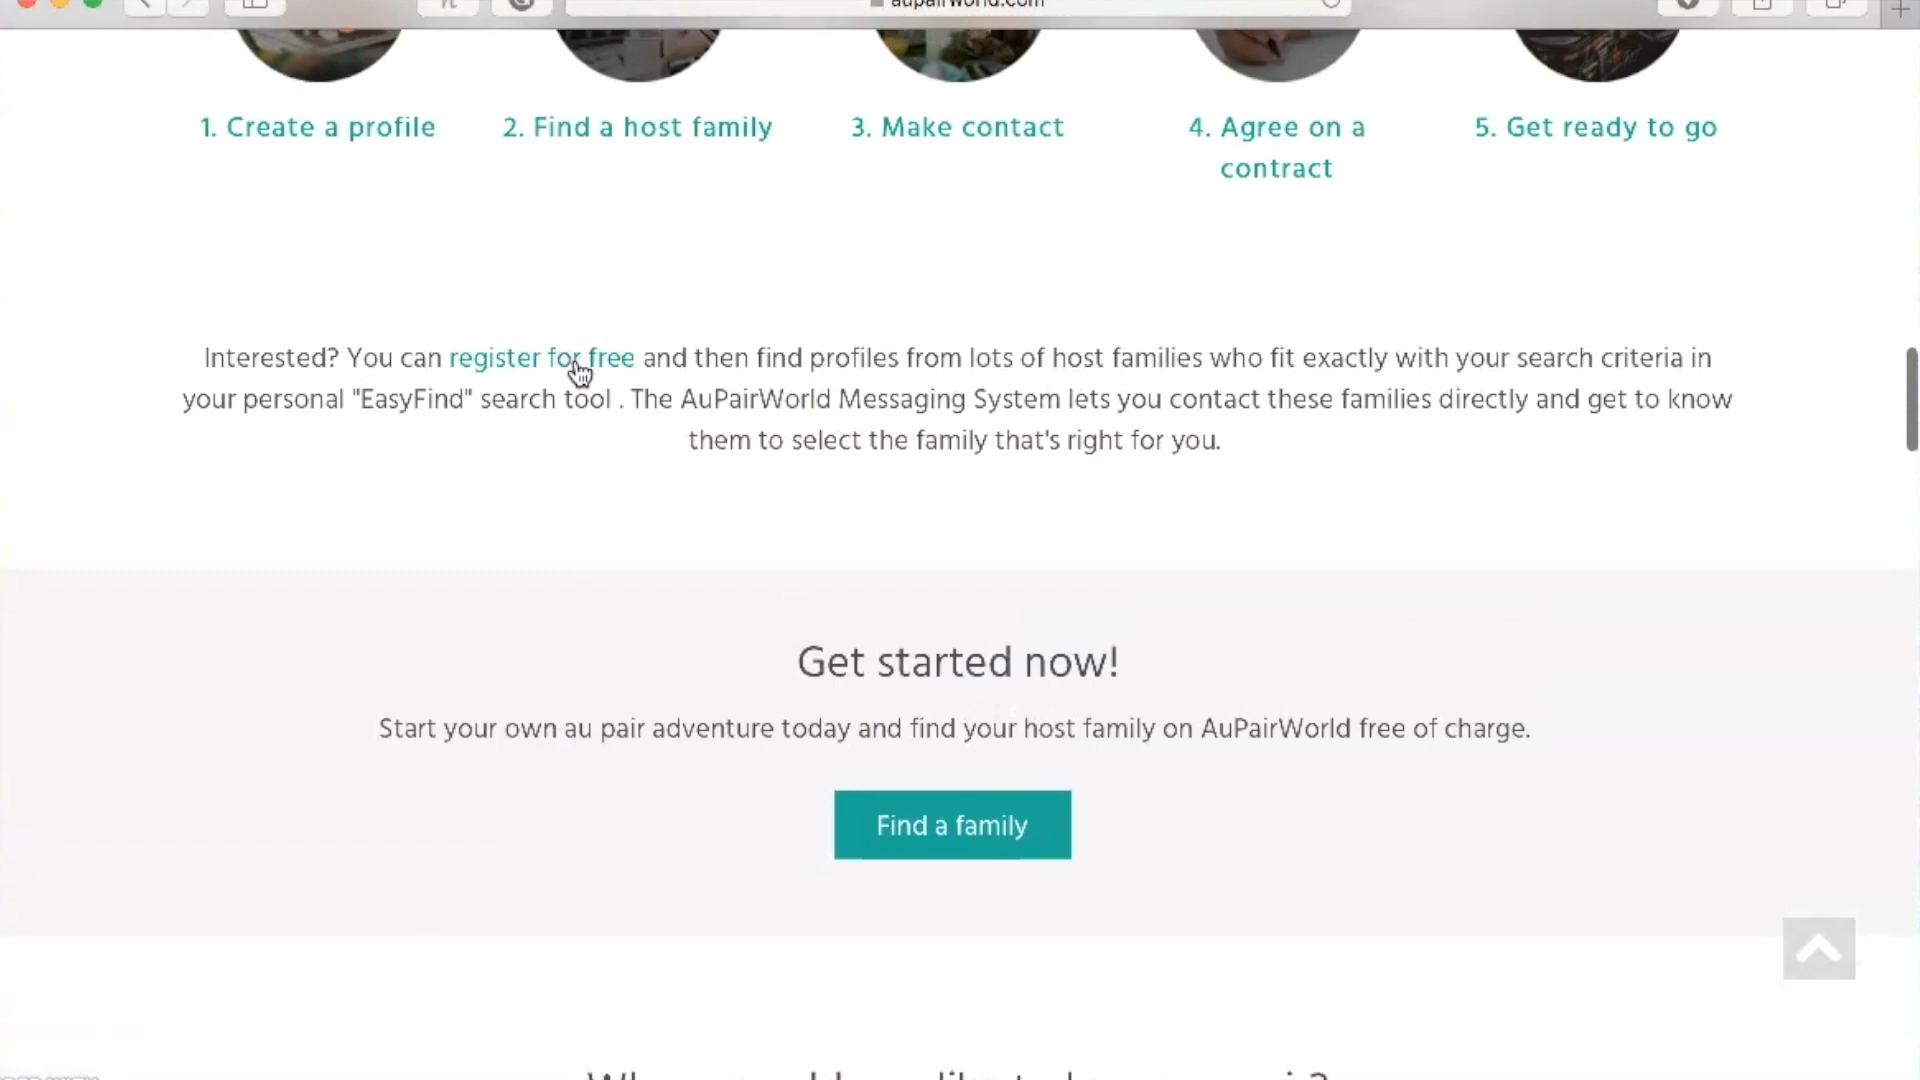 aupairworld.com
1. Create a profile
2. Find a host family
3. Make contact
4. Agree on a
contract
5. Get ready to go
Interested? You can register for free and then find profiles from lots of host families who fit exactly with your search criteria in
your personal "EasyFind" search tool . The AuPairWorld Messaging System lets you contact these families directly and get to know
them to select the family that's right for you.
Get started now!
Start your own au pair adventure today and find your host family on AuPairWorld free of charge.
Find a family